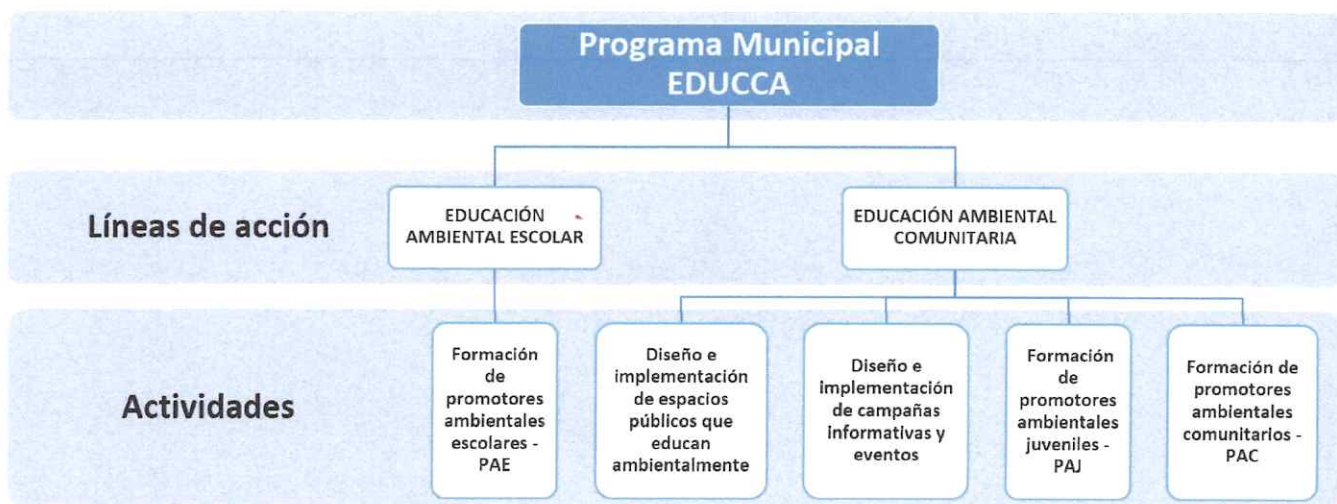 Programa Municipal
EDUCCA
Líneas de acción
EDUCACIÓN
AMBIENTAL ESCOLAR
EDUCACIÓN AMBIENTAL
COMUNITARIA
Actividades
Formación
de
promotores
ambientales
escolares -
PAE
Diseño e
implementación
de espacios
públicos que
educan
ambientalmente
Diseño e
implementación
de campañas
informativas y
eventos
Formación
de
promotores
ambientales
juveniles -
PAJ
Formación de
promotores
ambientales
comunitarios -
PAC